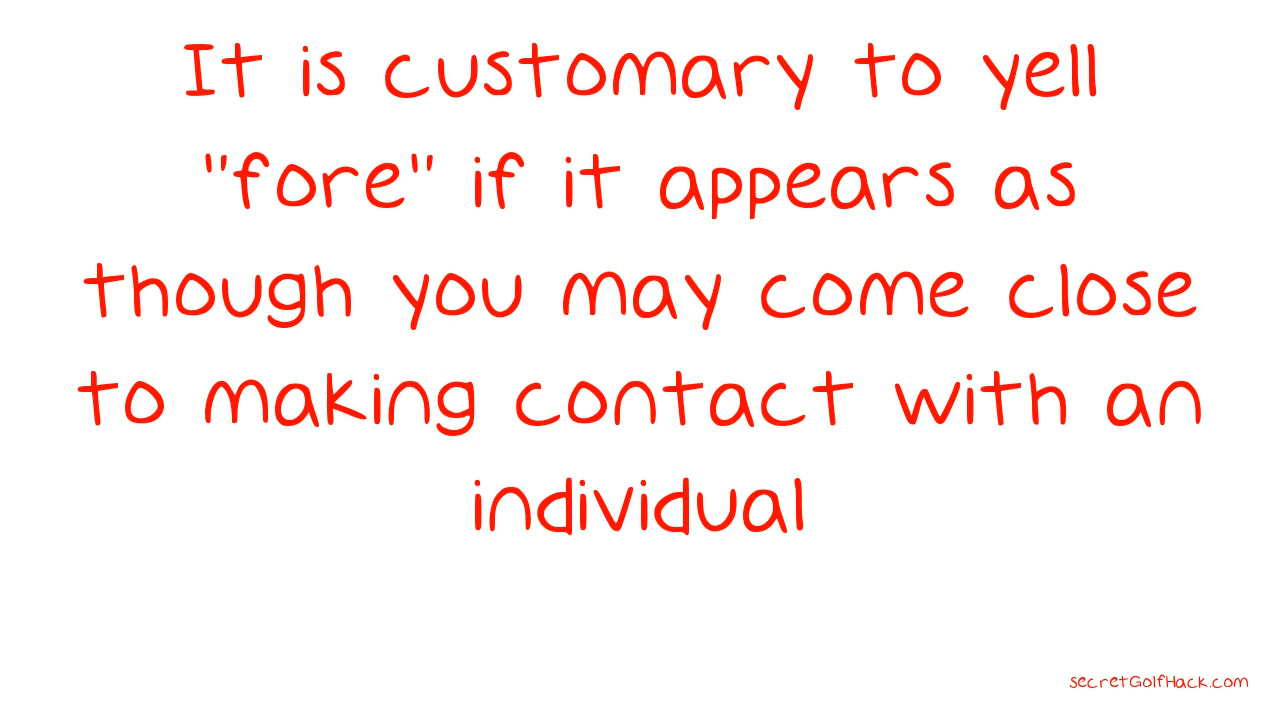 It is customary to yell
"fore" if it appears as
though you may come close
to making contact with an
individual
secretGolfHack.com